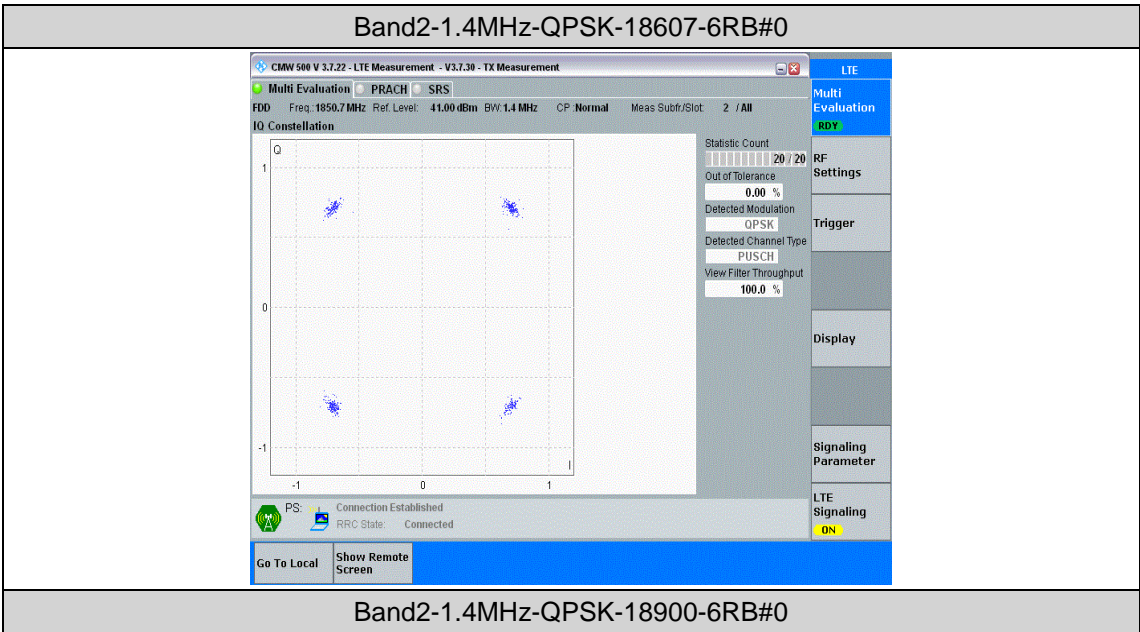 Band2-1.4MHz-QPSK-18607-6RB#0
CMW 500 V 3.7.22 - LTE Measurement - V3.7.30 - TX Measurement
LTE
Multi Evaluation PRACH SRS
Multi
Evaluation
RDY
FDD Freq.: 1850.7 MHz Ref. Level: 41.00 dBm BW: 1.4 MHz CP: Normal Meas Subfr./Slot: 2 / All
IQ Constellation
Q
1
0
-1
I
-1 0 1
Statistic Count
20 / 20
Out of Tolerance
0.00 %
Detected Modulation
QPSK
Detected Channel Type
PUSCH
View Filter Throughput
100.0 %
RF
Settings
Trigger
Display
Signaling
Parameter
LTE
Signaling
ON
PS: Connection Established
RRC State: Connected
Go To Local
Show Remote
Screen
Band2-1.4MHz-QPSK-18900-6RB#0